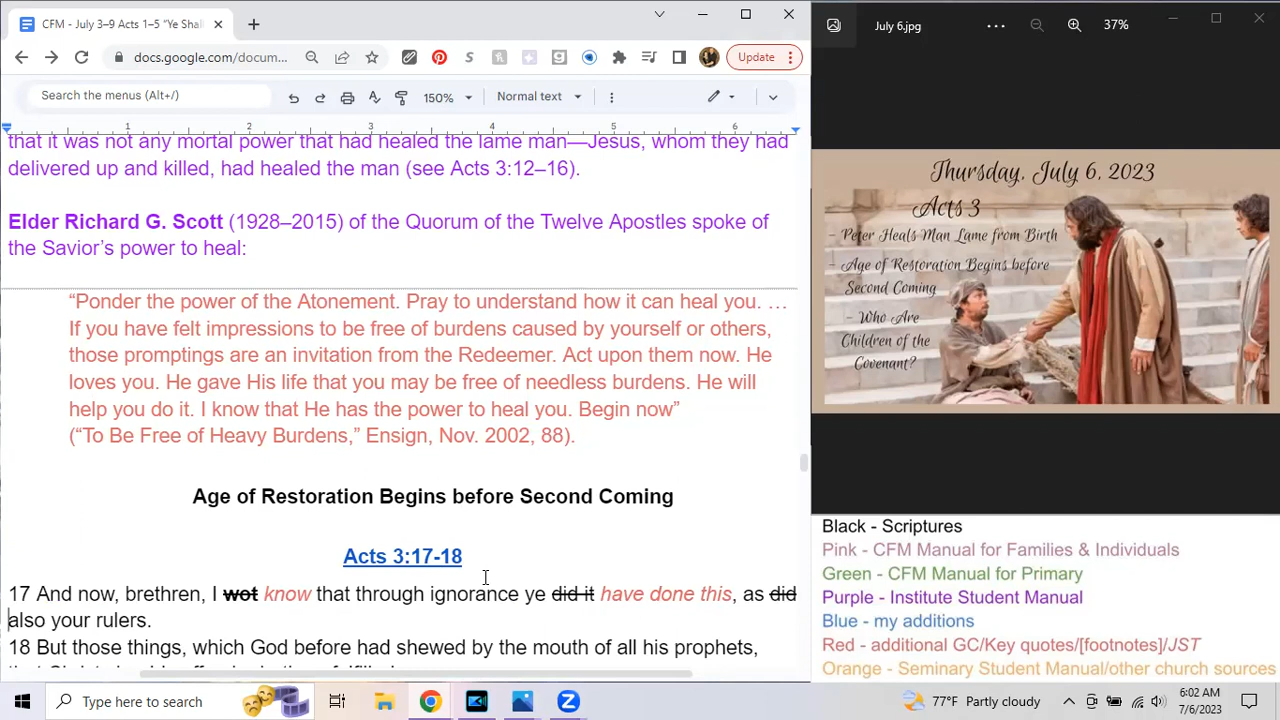 CFM - July 3–9 Acts 1–5 "Ye Shal
July 6.jpg
37%
docs.google.com/docum...
Update
Search the menus (Alt+/)
150%
Normal text
1 2 3 4 5 6
that it was not any mortal power that had healed the lame man—Jesus, whom they had
delivered up and killed, had healed the man (see Acts 3:12–16).
Elder Richard G. Scott (1928–2015) of the Quorum of the Twelve Apostles spoke of
the Savior's power to heal:
"Ponder the power of the Atonement. Pray to understand how it can heal you. …
If you have felt impressions to be free of burdens caused by yourself or others,
those promptings are an invitation from the Redeemer. Act upon them now. He
loves you. He gave His life that you may be free of needless burdens. He will
help you do it. I know that He has the power to heal you. Begin now"
("To Be Free of Heavy Burdens," Ensign, Nov. 2002, 88).
Age of Restoration Begins before Second Coming
Acts 3:17-18
17 And now, brethren, I wot know that through ignorance ye did it have done this, as did
also your rulers.
18 But those things, which God before had shewed by the mouth of all his prophets,
Thursday, July 6, 2023
Acts 3
- Peter Heals Man Lame from Birth
- Age of Restoration Begins before
Second Coming
- Who Are
Children of the
Covenant?
Black - Scriptures
Pink - CFM Manual for Families & Individuals
Green - CFM Manual for Primary
Purple - Institute Student Manual
Blue - my additions
Red - additional GC/Key quotes/[footnotes]/JST
Orange - Seminary Student Manual/other church sources
Type here to search
77°F Partly cloudy
6:02 AM
7/6/2023